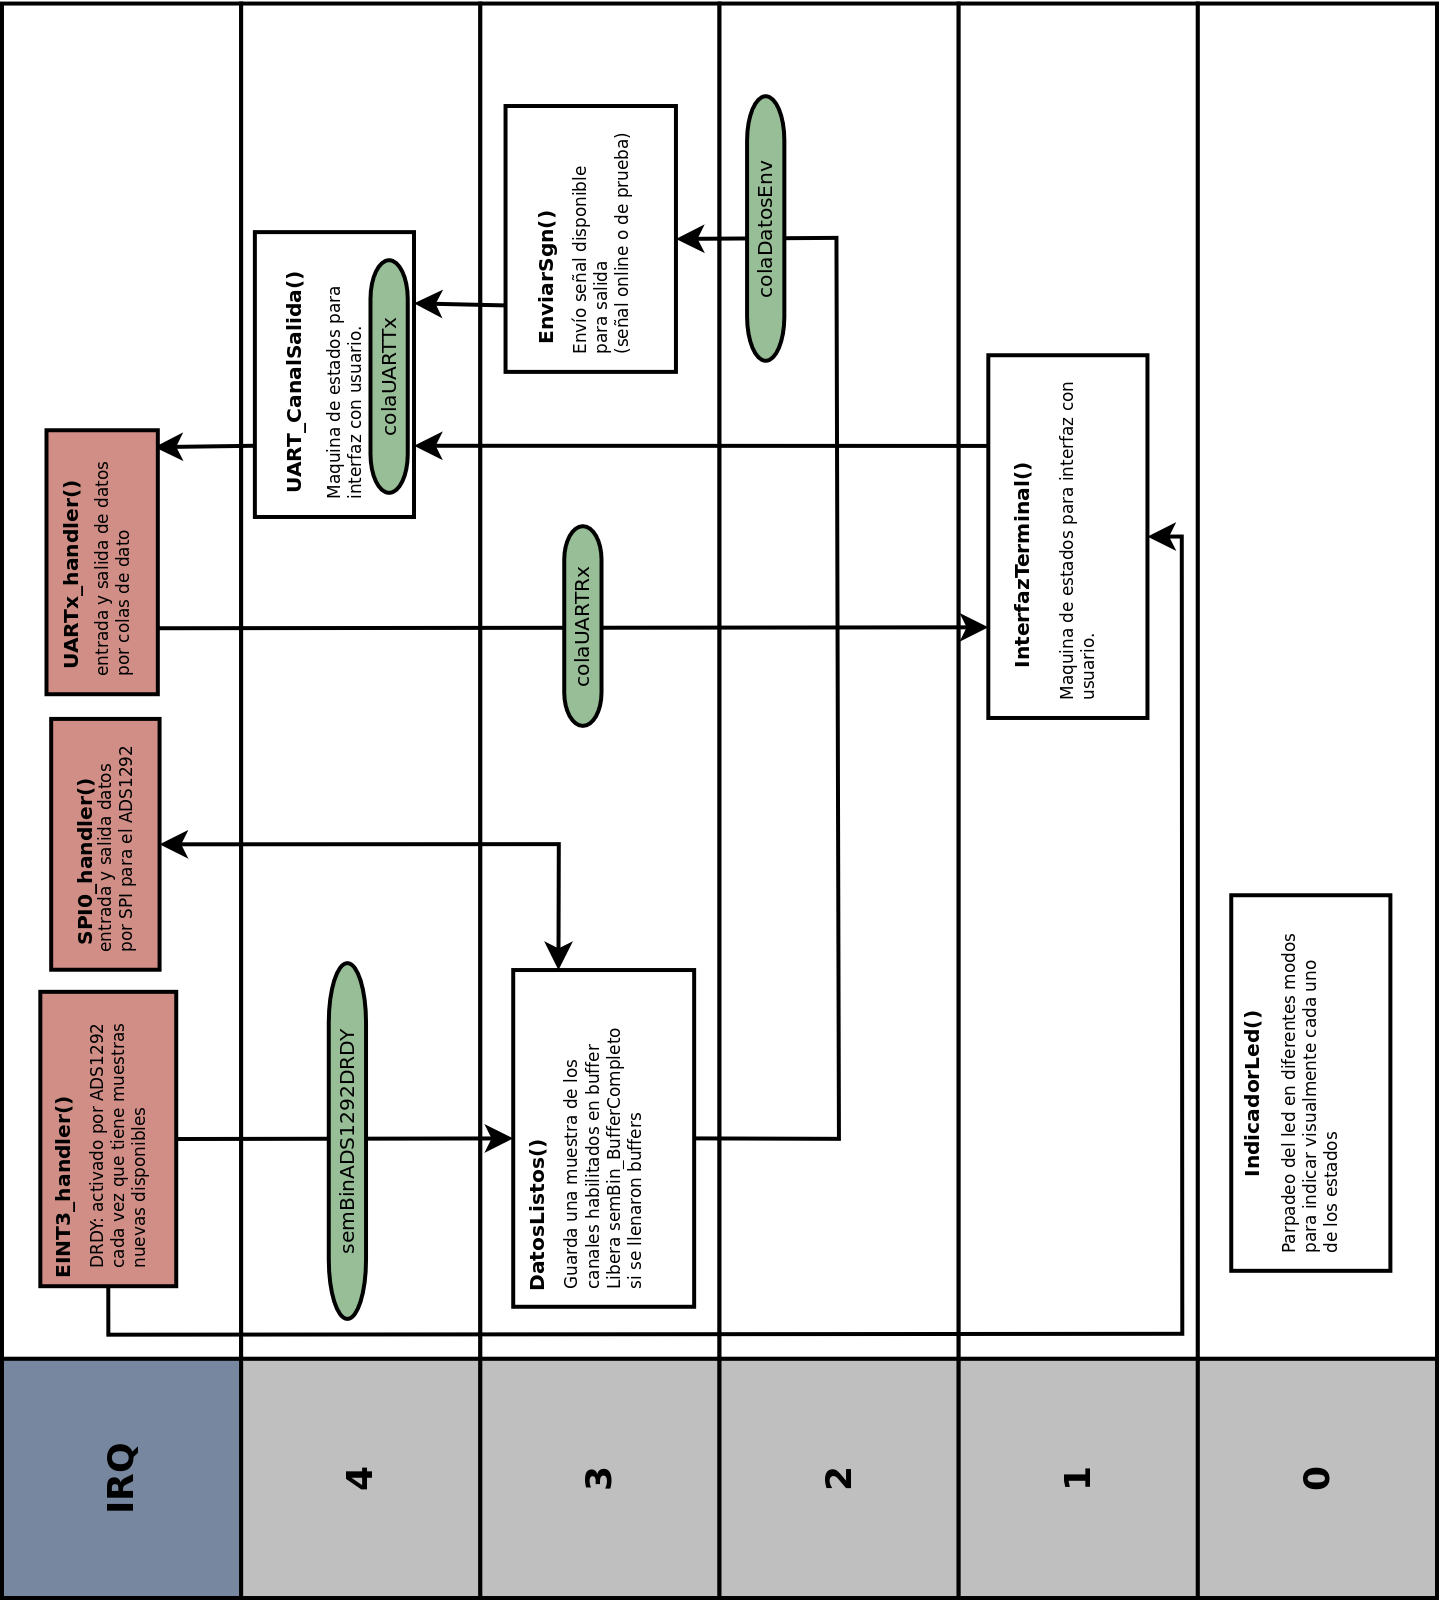 IRQ
EINT3_handler()
DRDY: activado por ADS1292
cada vez que tiene muestras
nuevas disponibles
SPI0_handler()
entrada y salida datos
por SPI para el ADS1292
UARTx_handler()
entrada y salida de datos
por colas de dato
4
semBinADS1292DRDY
UART_CanalSalida()
Maquina de estados para
interfaz con usuario.
colaUARTTx
3
DatosListos()
Guarda una muestra de los
canales habilitados en buffer
Libera semBin_BufferCompleto
si se llenaron buffers
colaUARTRx
EnviarSgn()
Envío señal disponible
para salida
(señal online o de prueba)
2
colaDatosEnv
1
InterfazTerminal()
Maquina de estados para interfaz con
usuario.
0
IndicadorLed()
Parpadeo del led en diferentes modos
para indicar visualmente cada uno
de los estados